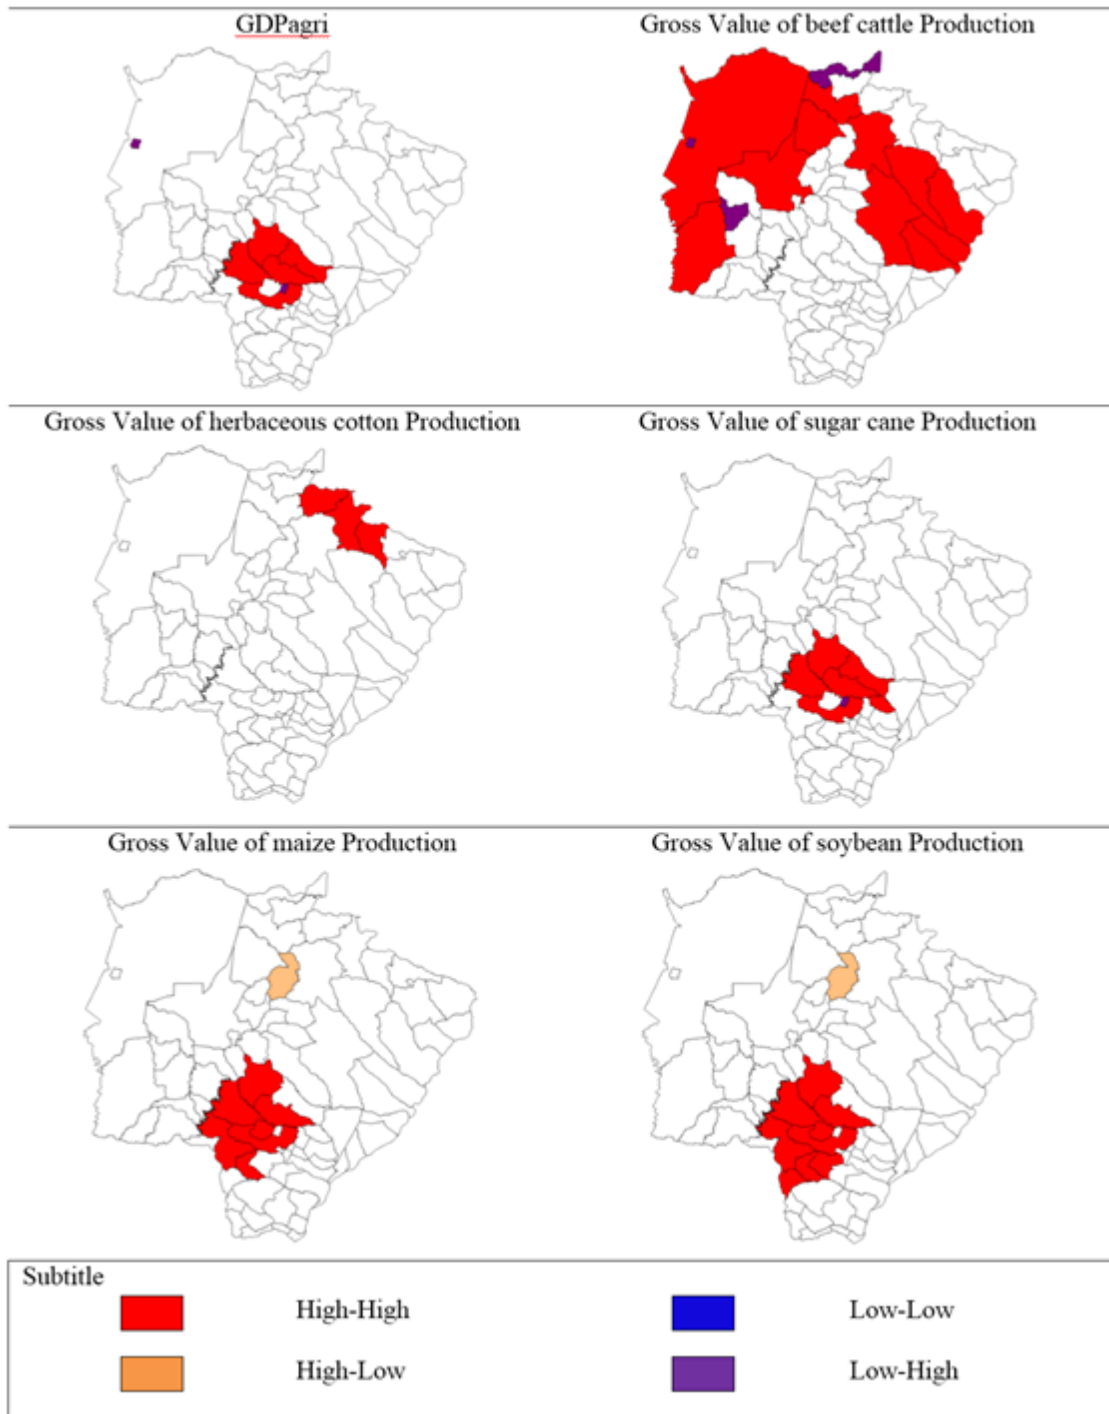 GDPagri
Gross Value of beef cattle Production
Gross Value of herbaceous cotton Production
Gross Value of sugar cane Production
Gross Value of maize Production
Gross Value of soybean Production
Subtitle
High-High
Low-Low
High-Low
Low-High